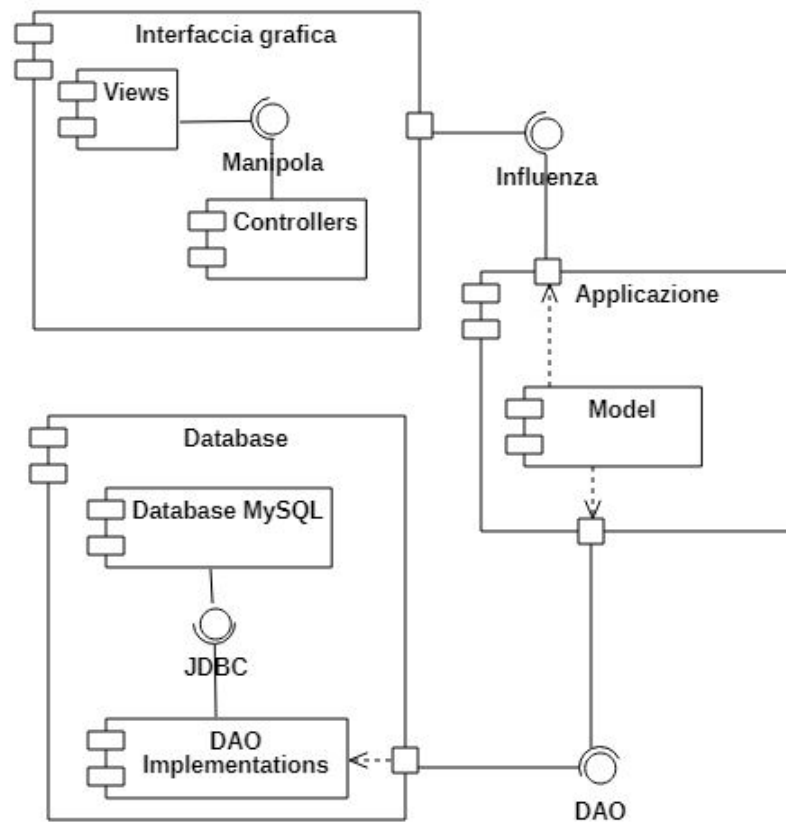 Interfaccia grafica
Views
Manipola
Controllers
Influenza
Applicazione
Model
Database
Database MySQL
JDBC
DAO
Implementations
DAO